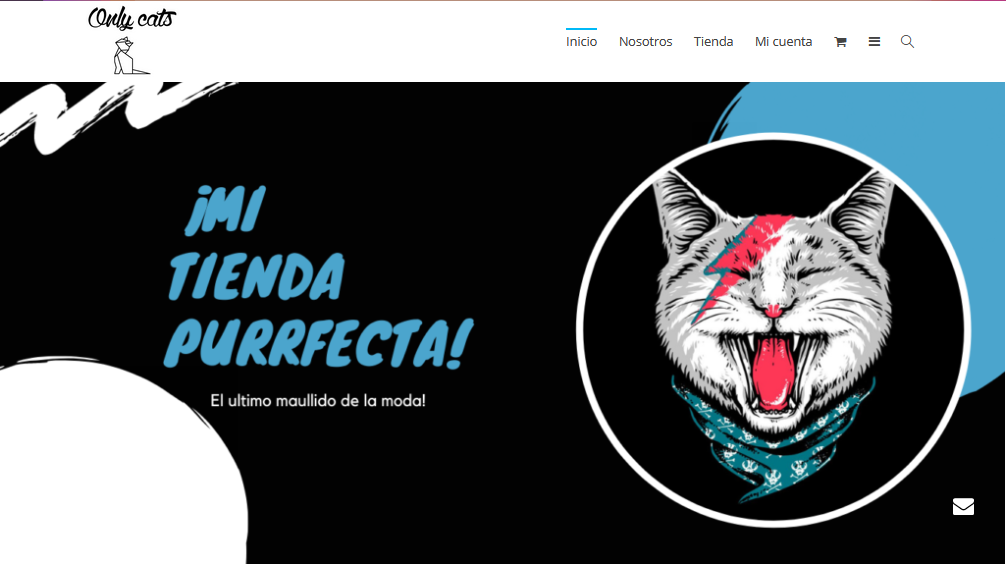 Only cats
Inicio Nosotros Tienda Mi cuenta
¡MI
TIENDA
PURRFECTA!
El ultimo maullido de la moda!